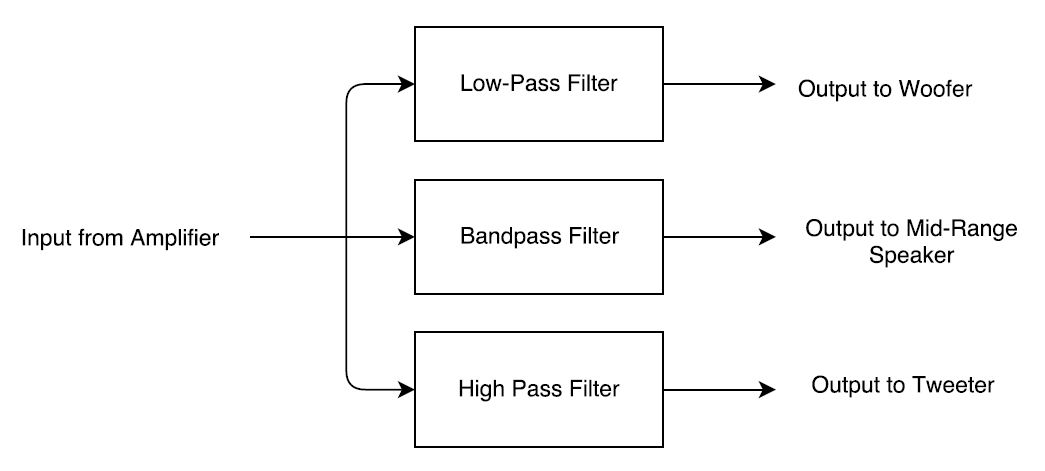 Low-Pass Filter
Output to Woofer
Input from Amplifier
Bandpass Filter
Output to Mid-Range
Speaker
High Pass Filter
Output to Tweeter